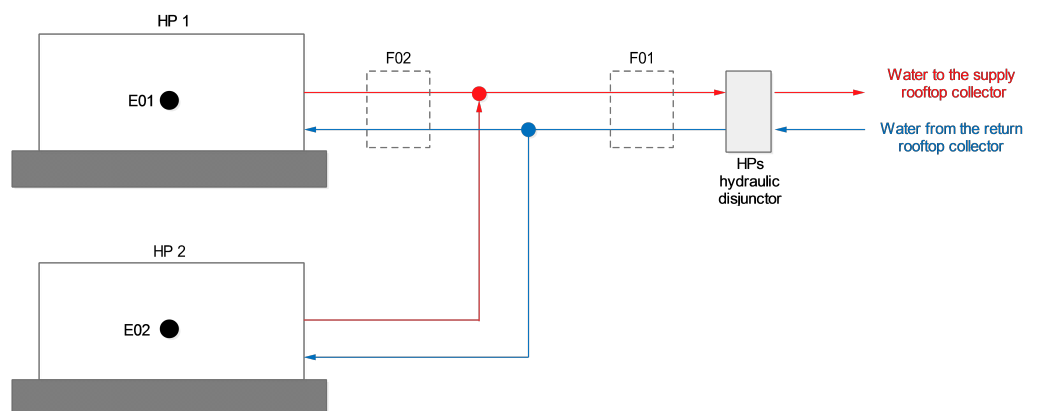 HP 1
E01
F02
F01
Water to the supply
rooftop collector
Water from the return
rooftop collector
HPs
hydraulic
disjunctor
HP 2
E02